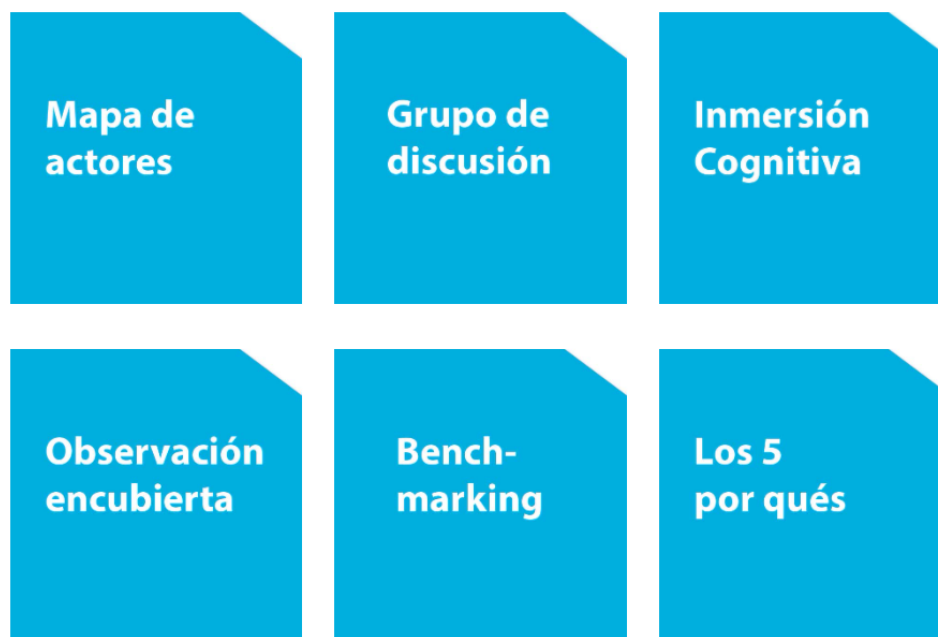 Mapa de
actores
Grupo de
discusión
Inmersión
Cognitiva
Observación
encubierta
Bench-
marking
Los 5
por qués